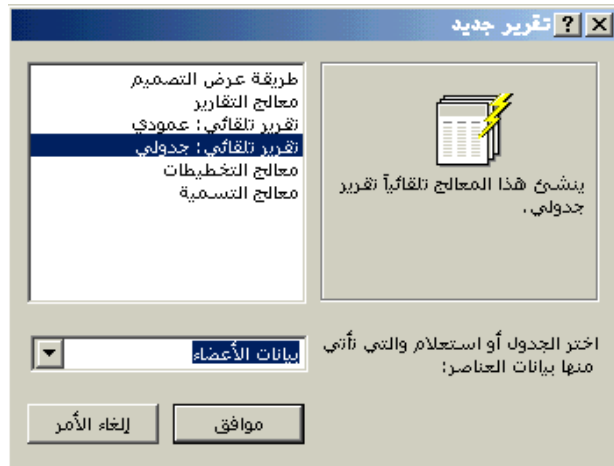 تقرير جديد
طريقة عرض التصميم
معالج التقارير
تقرير تلقائي: عمودي
تقرير تلقائي: جدولي
معالج التخطيطات
معالج التسمية
ينشئ هذا المعالج تلقائياً تقرير
جدولي.
اختر الجدول أو استعلام والتي تأتي
منها بيانات العناصر:
بيانات الأعضاء
موافق
إلغاء الأمر